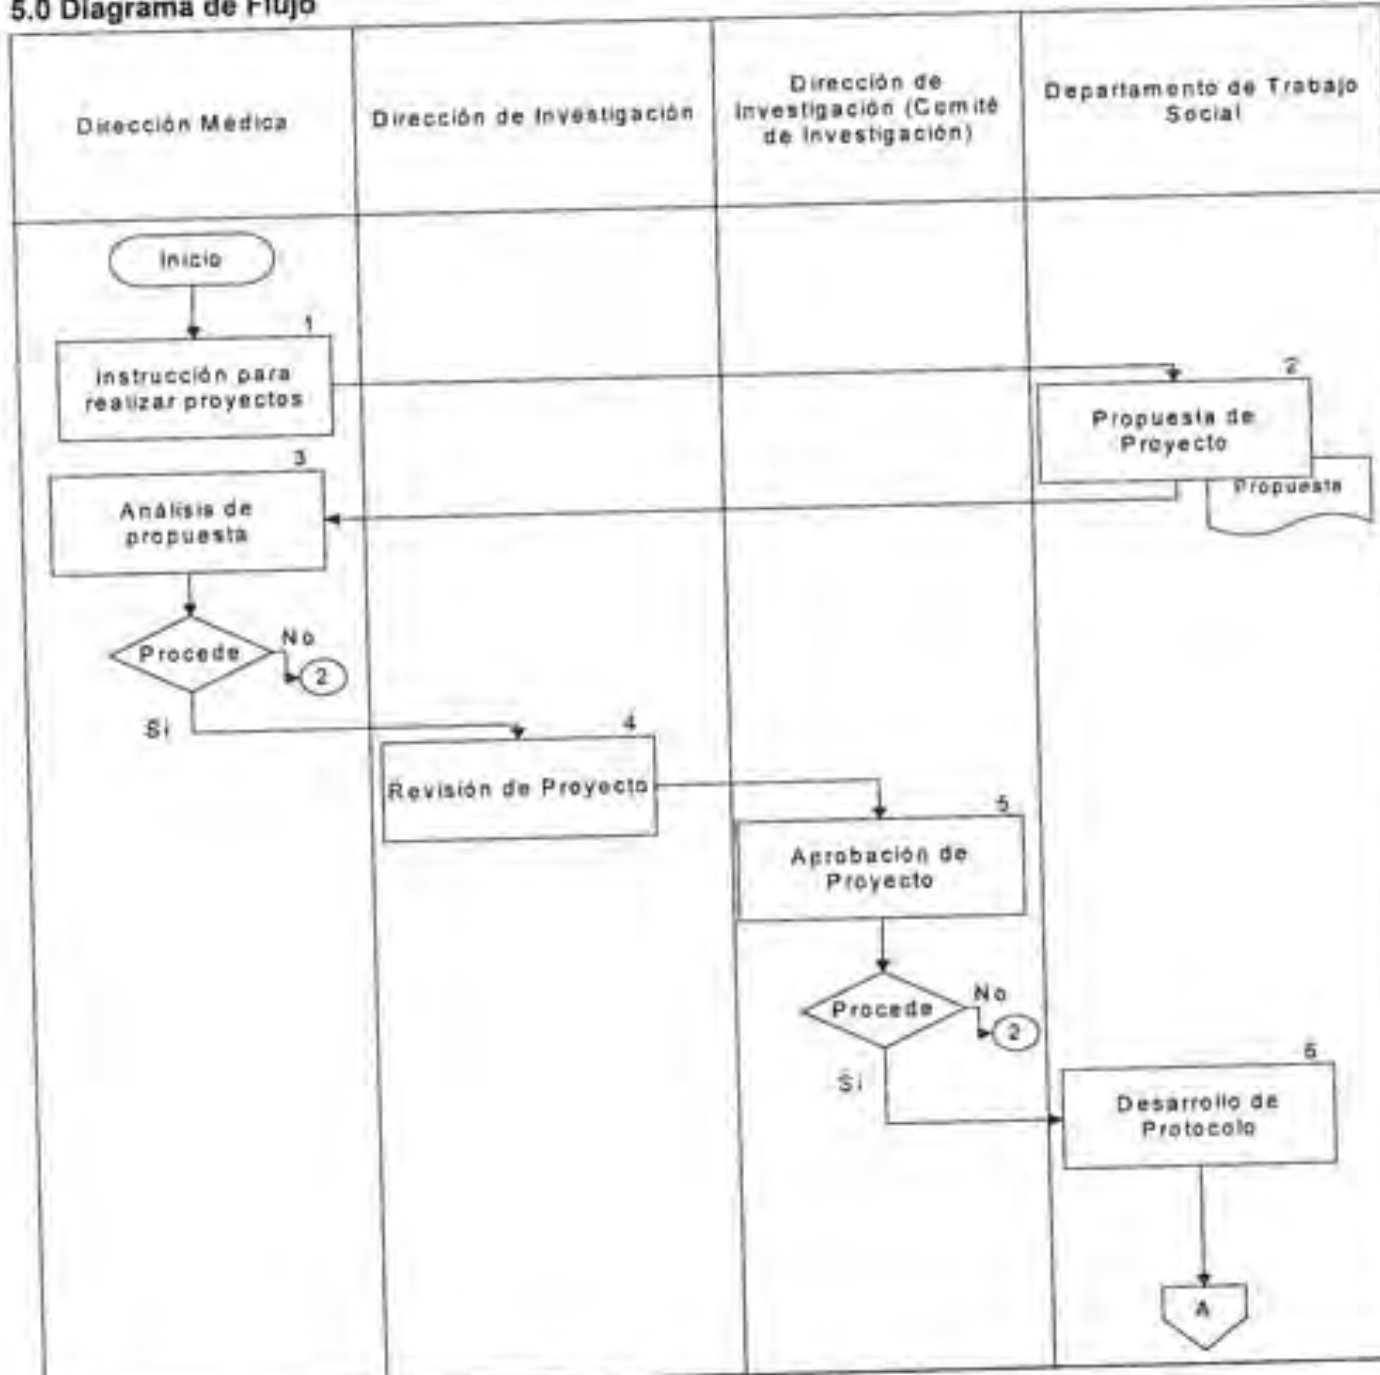 5.0 Diagrama de Flujo
Dirección Médica
Dirección de Investigación
Dirección de
Investigación (Comité
de Investigación)
Departamento de Trabajo
Social
Inicio
1
Instrucción para
realizar proyectos
2
Propuesta de
Proyecto
Propuesta
3
Análisis de
propuesta
Procede
No
2
Si
4
Revisión de Proyecto
5
Aprobación de
Proyecto
Procede
No
2
Si
6
Desarrollo de
Protocolo
A